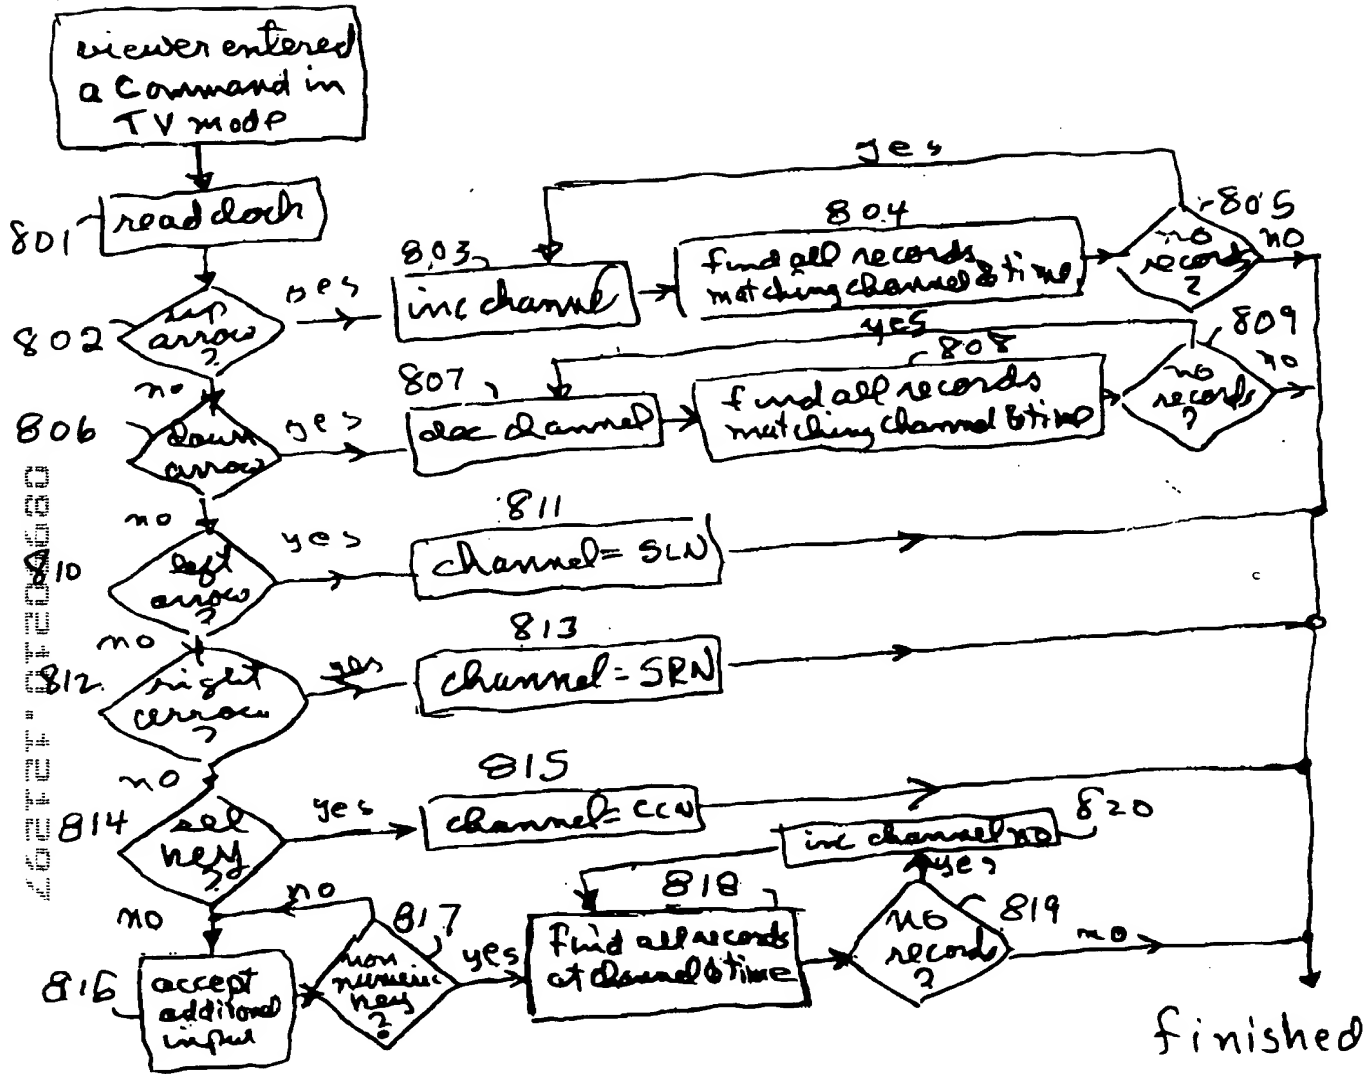 viewer entered
a Command in
TV mode
801
read clock
802
up
arrow
?
yes
803
inc channel
804
find all records
matching channel & time
805
no
records
?
yes
no
no
806
down
arrow
yes
807
dec channel
808
find all records
matching channel & time
809
no
records
?
yes
no
no
810
left
arrow
?
yes
811
channel = SLN
no
812
right
arrow
?
yes
813
channel = SRN
no
814
sel
key
?
yes
815
channel = CCN
no
816
accept
additional
input
817
non
numeric
key
?
no
yes
818
Find all records
at channel & time
819
no
records
?
yes
820
inc channel no
no
finished